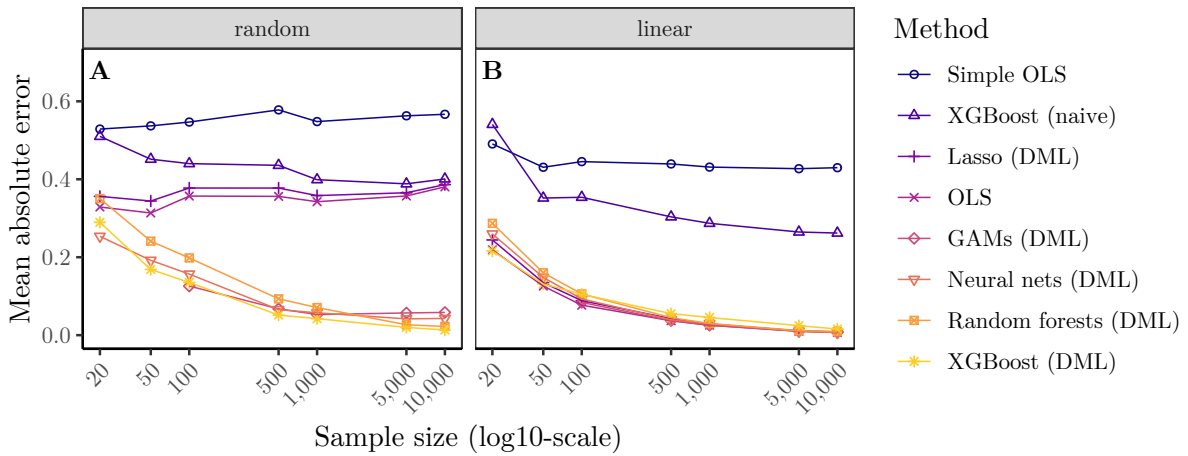 random
linear
Method
A
B
Simple OLS
XGBoost (naive)
Lasso (DML)
OLS
GAMs (DML)
Neural nets (DML)
Random forests (DML)
XGBoost (DML)
Mean absolute error
0.6
0.4
0.2
0.0
20
50
100
500
1,000
5,000
10,000
20
50
100
500
1,000
5,000
10,000
Sample size (log10-scale)